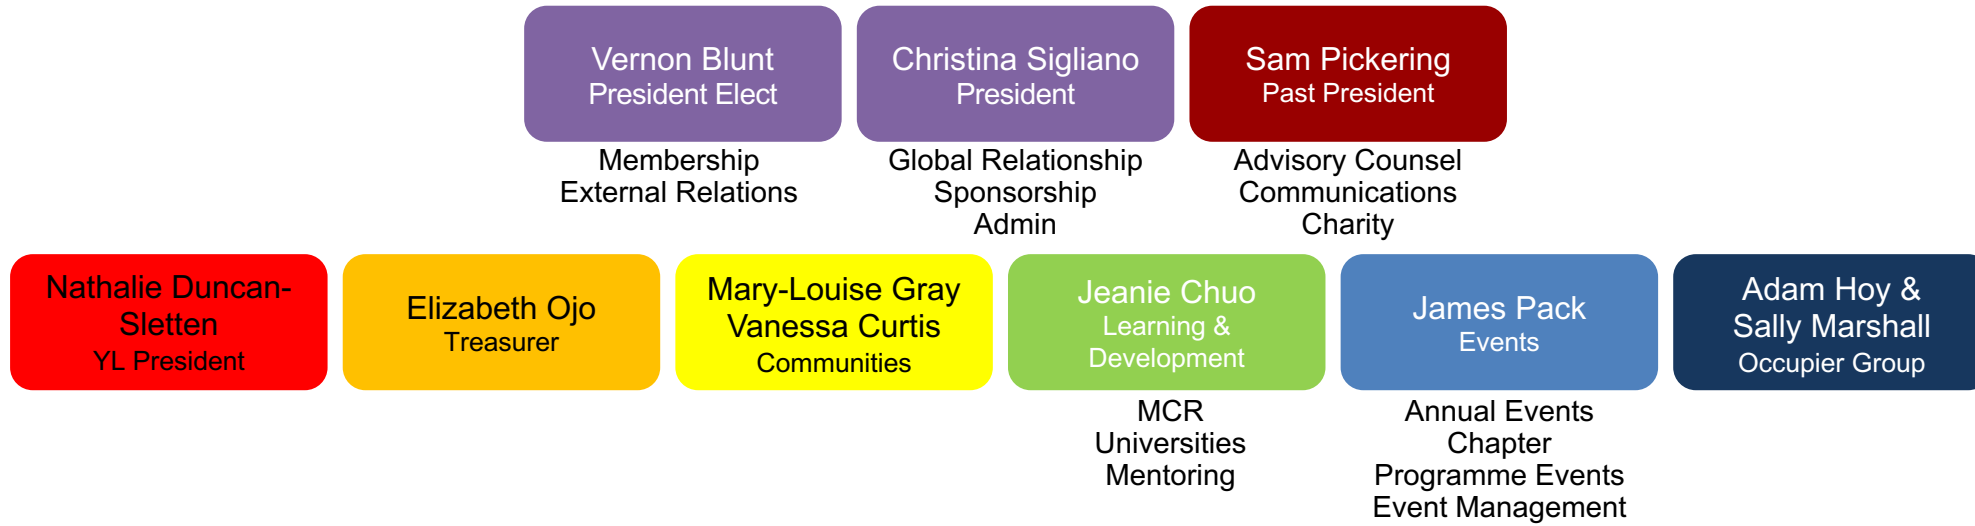 Vernon Blunt
President Elect
Christina Sigliano
President
Sam Pickering
Past President
Membership
External Relations
Global Relationship
Sponsorship
Admin
Advisory Counsel
Communications
Charity
Nathalie Duncan-
Sletten
YL President
Elizabeth Ojo
Treasurer
Mary-Louise Gray
Vanessa Curtis
Communities
Jeanie Chuo
Learning &
Development
James Pack
Events
Adam Hoy &
Sally Marshall
Occupier Group
MCR
Universities
Mentoring
Annual Events
Chapter
Programme Events
Event Management